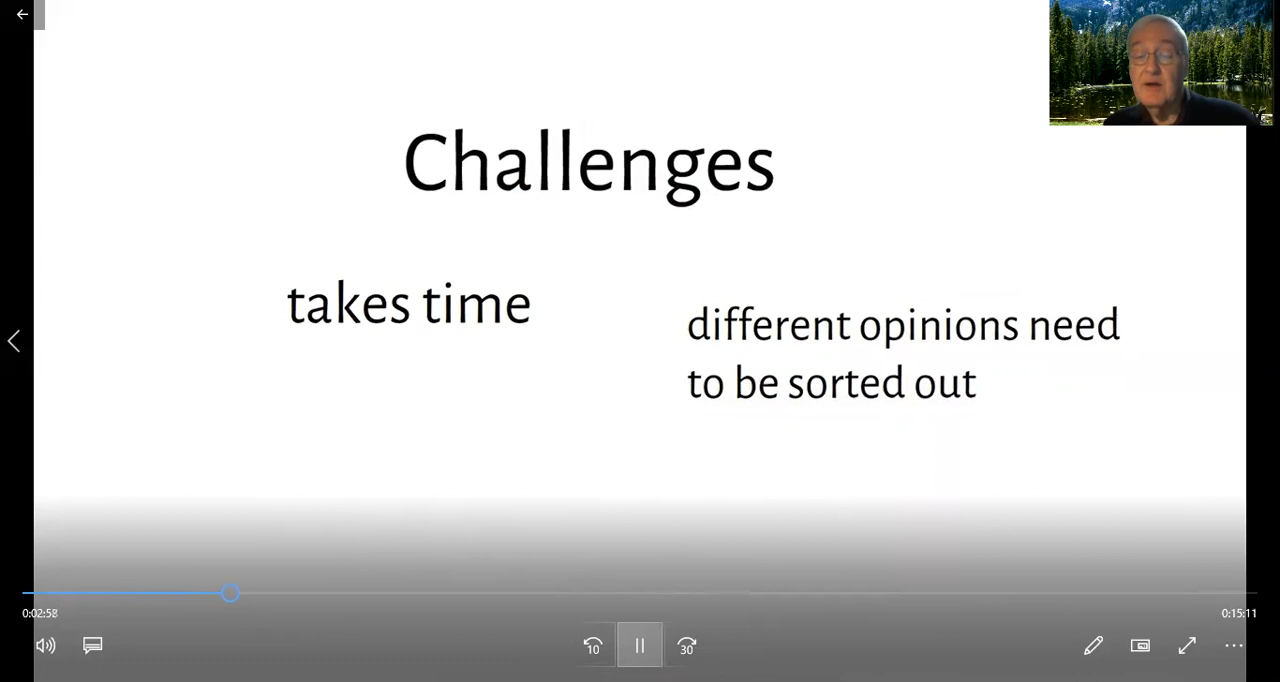 Challenges
takes time
different opinions need
to be sorted out
0:02:58
0:15:11
10
30